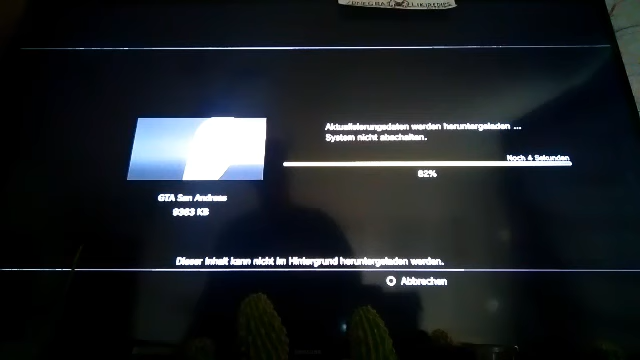 Aktualisierungsdaten werden heruntergeladen ...
System nicht abschalten.
Noch 4 Sekunden
82%
GTA San Andreas
9363 KB
Dieser Inhalt kann nicht im Hintergrund heruntergeladen werden.
Abbrechen